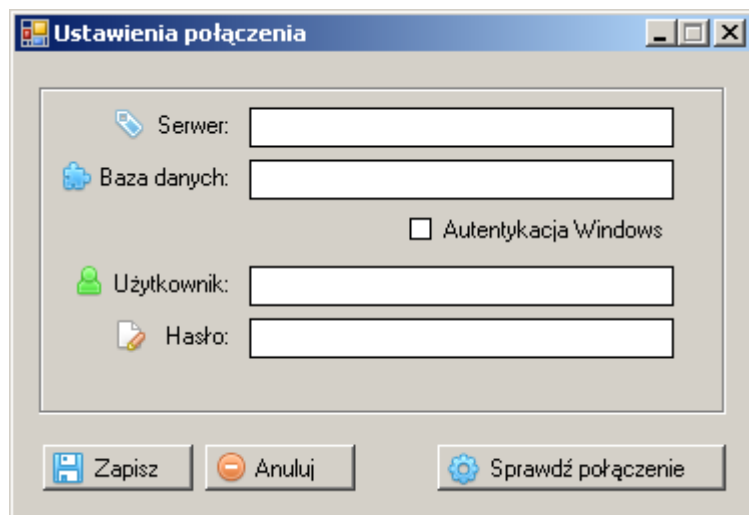 Ustawienia połączenia
Serwer:
Baza danych:
Autentykacja Windows
Użytkownik:
Hasło:
Zapisz Anuluj Sprawdź połączenie